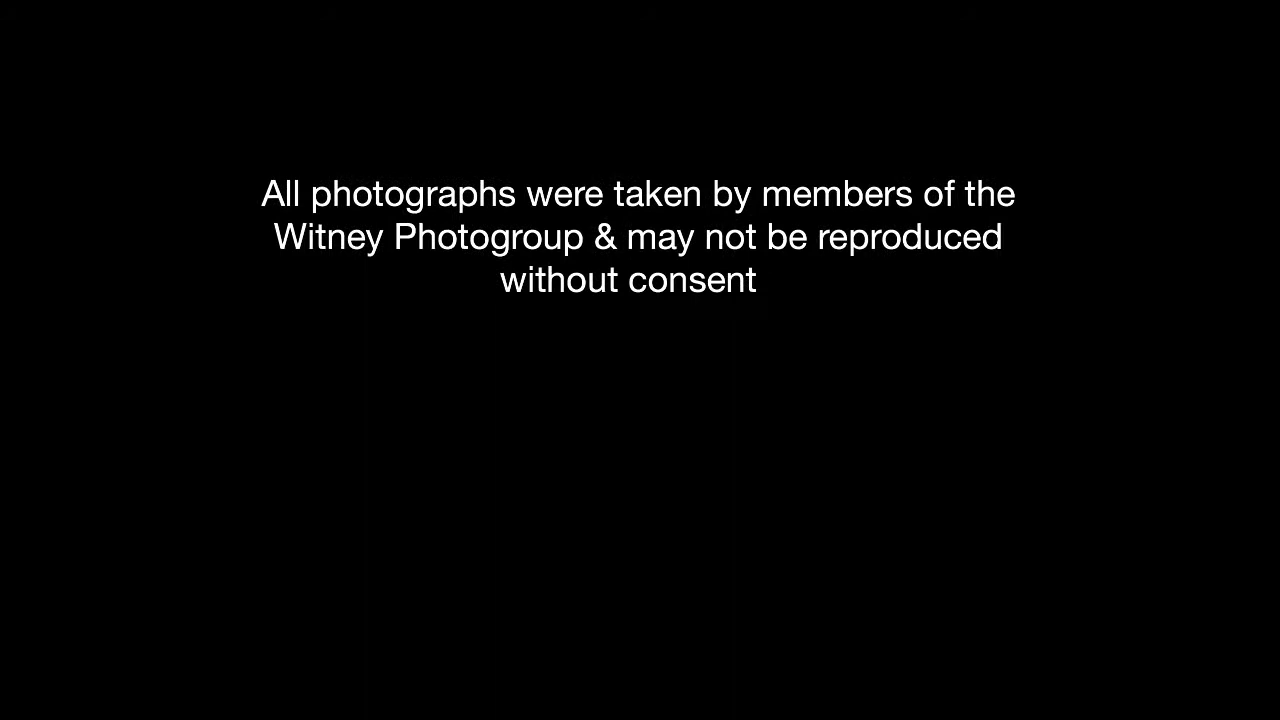 All photographs were taken by members of the
Witney Photogroup & may not be reproduced
without consent